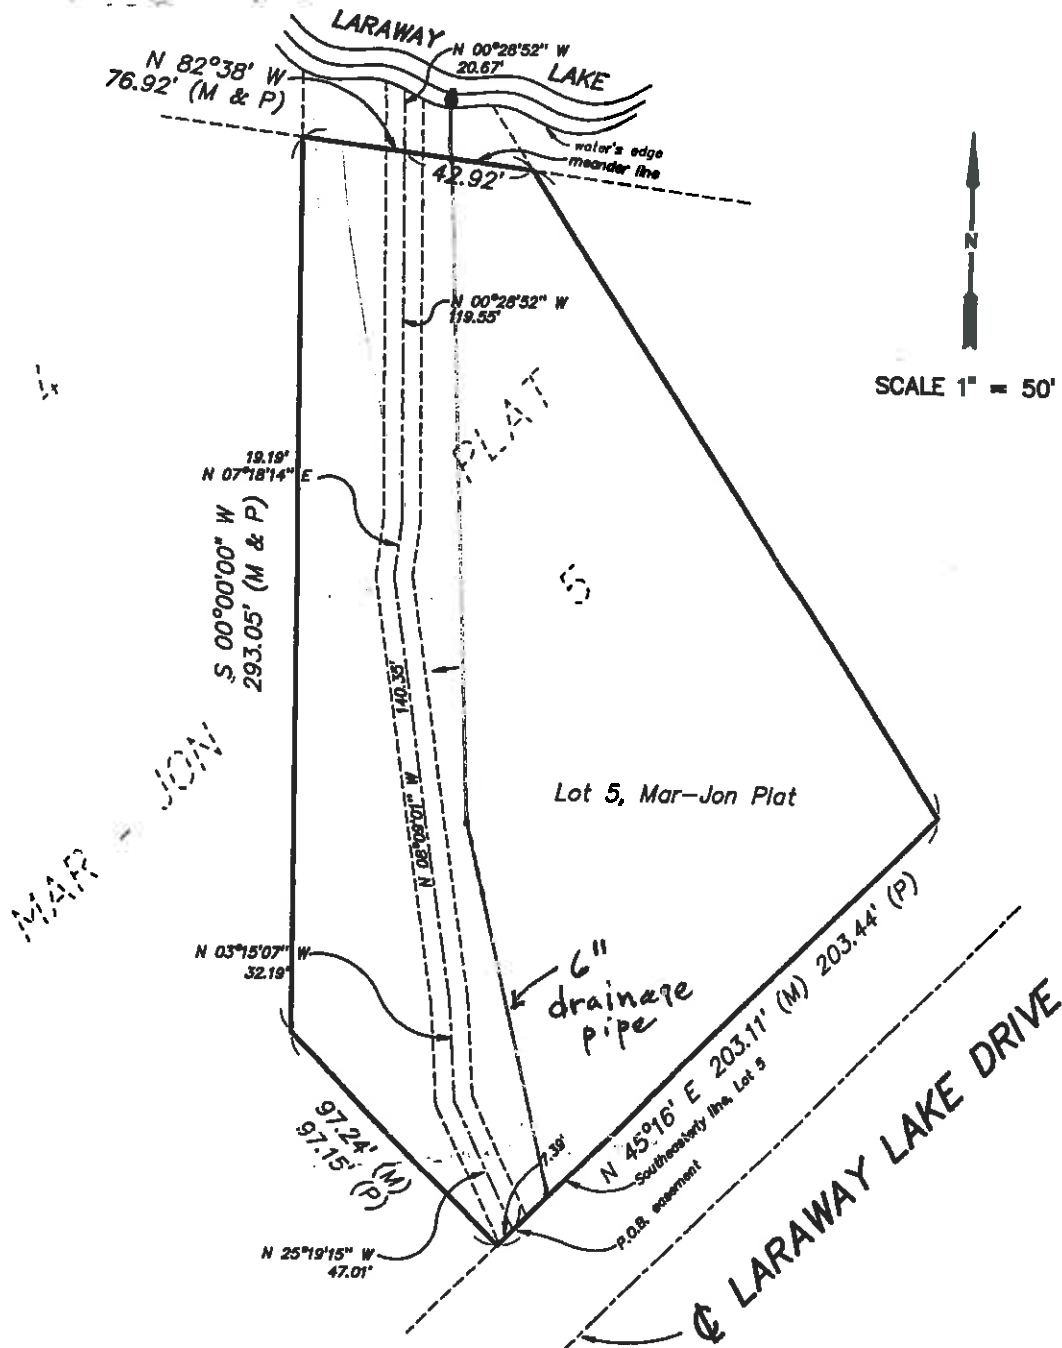 LARAWAY
LAKE
N 00°28'52" W
20.67'
N 82°38' W
76.92' (M & P)
water's edge
meander line
42.92'
N
SCALE 1" = 50'
N 00°28'52" W
119.55'
4
PLAT
19.19'
N 07°18'14" E
S 00°00'00" W
293.05' (M & P)
5
140.35'
N 08°09'01" W
JON
MAR -
Lot 5, Mar-Jon Plat
N 03°15'07" W
32.19'
6"
drainage
pipe
N 45°16' E 203.11' (M) 203.44' (P)
Southeasterly line, Lot 5
97.24' (M)
97.15' (P)
7.39'
P.O.B. easement
N 25°19'15" W
47.01'
℄ LARAWAY LAKE DRIVE